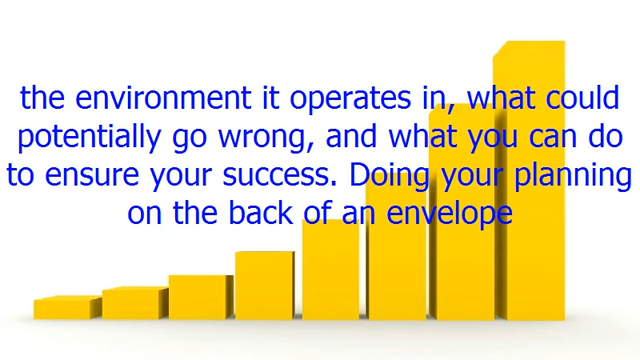 the environment it operates in, what could
potentially go wrong, and what you can do
to ensure your success. Doing your planning
on the back of an envelope